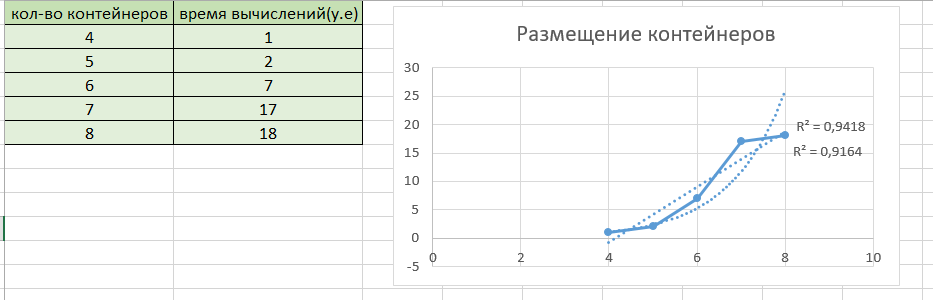 кол-во контейнеров время вычислений(у.е)
4 1
5 2
6 7
7 17
8 18
Размещение контейнеров
30
25
20
15
10
5
0
-5
0 2 4 6 8 10
R² = 0,9418
R² = 0,9164